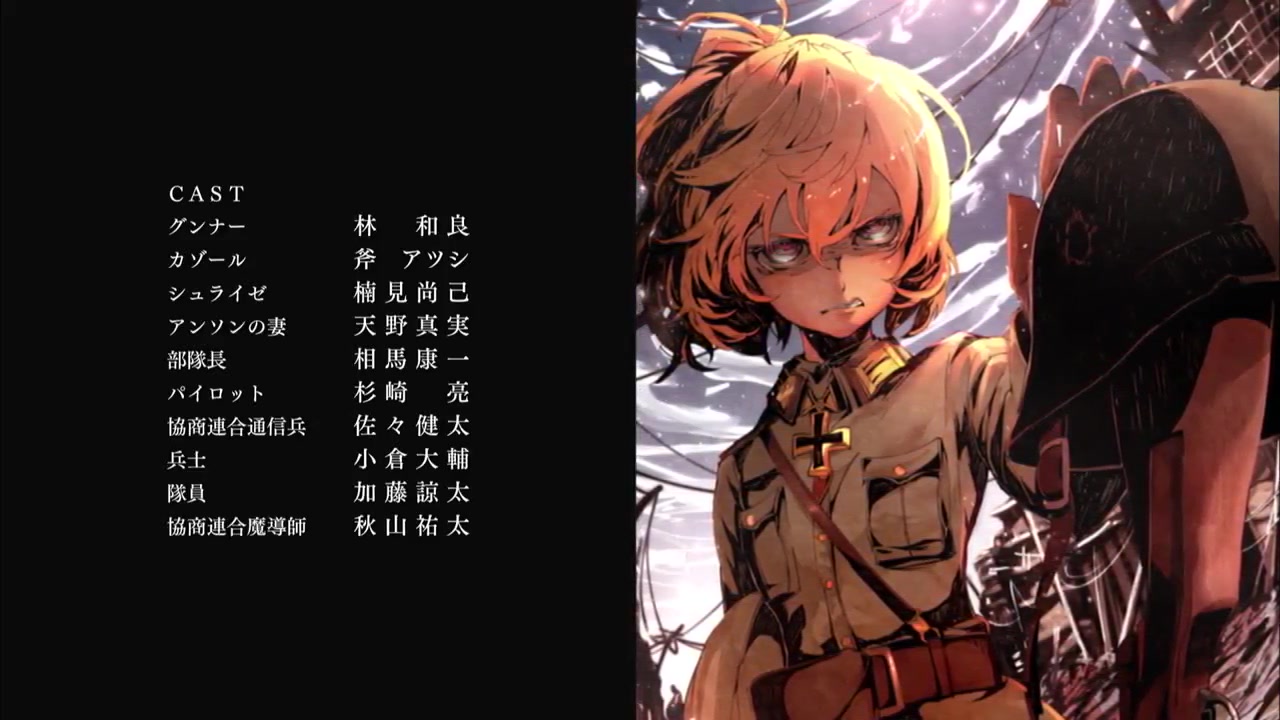 CAST
グンナー 林 和良
カゾール 斧 アツシ
シュライゼ 楠見尚己
アンソンの妻 天野真実
部隊長 相馬康一
パイロット 杉崎 亮
協商連合通信兵 佐々健太
兵士 小倉大輔
隊員 加藤諒太
協商連合魔導師 秋山祐太